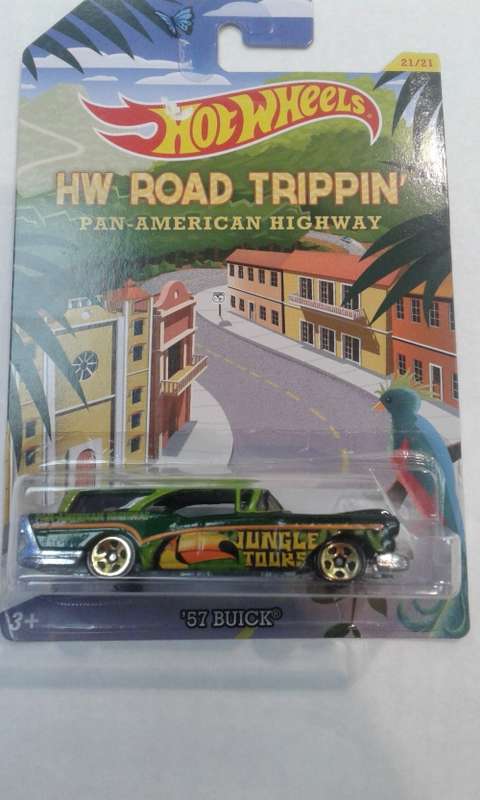 21/21
HOT WHEELS
HW ROAD TRIPPIN'
PAN-AMERICAN HIGHWAY
JUNGLE
TOURS
'57 BUICK®
3+